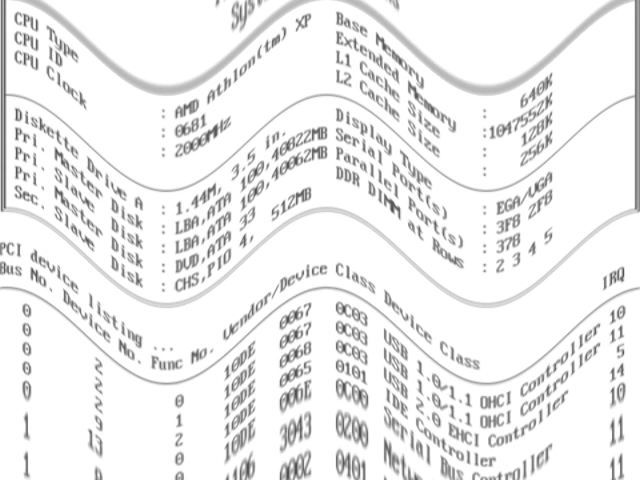 CPU Type : AMD Athlon(tm) XP Base Memory : 640K
CPU ID : 0681 Extended Memory :1047552K
CPU Clock : 2000MHz L1 Cache Size : 128K
L2 Cache Size : 256K
Diskette Drive A : 1.44M, 3.5 in. Display Type : EGA/VGA
Pri. Master Disk : LBA,ATA 100,40822MB Serial Port(s) : 3F8 2F8
Pri. Slave Disk : LBA,ATA 100,40062MB Parallel Port(s) : 378
Master Disk : DVD,ATA 33 DDR DIMM at Rows : 2 3 4 5
Sec. Slave Disk : CHS,PIO 4, 512MB
PCI device listing ...
Bus No. Device No. Func No. Vendor/Device Class Device Class IRQ
0 2 0 10DE 0067 0C03 USB 1.0/1.1 OHCI Controller 10
0 2 1 10DE 0067 0C03 USB 1.0/1.1 OHCI Controller 11
0 2 2 10DE 0068 0C03 USB 2.0 EHCI Controller 5
0 9 0 10DE 0065 0101 IDE Controller 14
0 13 0 10DE 006E 0C00 Serial Bus Controller 10
1 3043 0200 11
1 1106 0002 0401 11